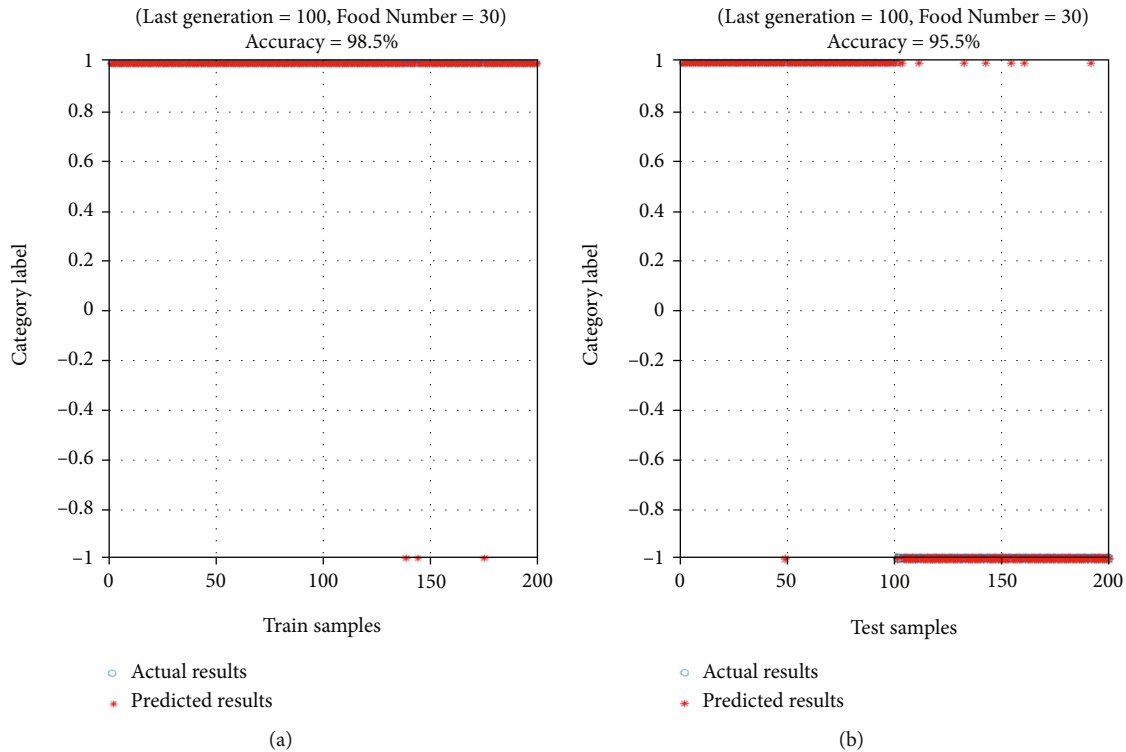 (Last generation = 100, Food Number = 30)
Accuracy = 98.5%
1
0.8
0.6
0.4
0.2
0
–0.2
–0.4
–0.6
–0.8
–1
Category label
0 50 100 150 200
Train samples
Actual results
Predicted results
(a)
(Last generation = 100, Food Number = 30)
Accuracy = 95.5%
1
0.8
0.6
0.4
0.2
0
–0.2
–0.4
–0.6
–0.8
–1
Category label
0 50 100 150 200
Test samples
Actual results
Predicted results
(b)